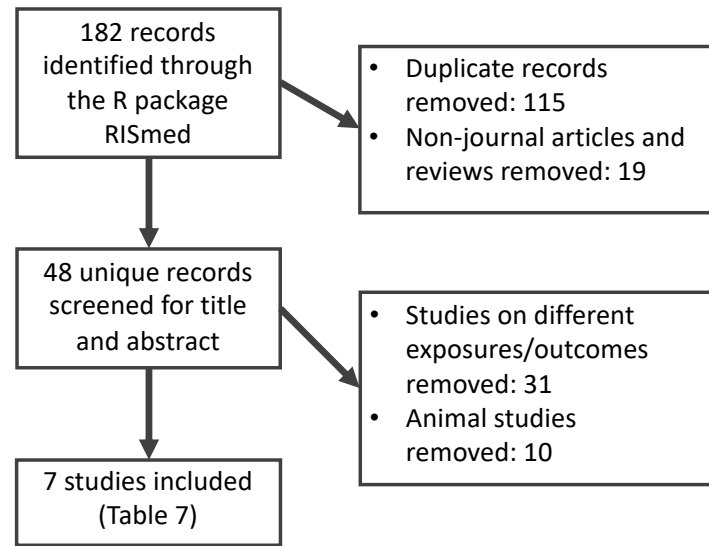 182 records
identified through
the R package
RISmed
• Duplicate records
removed: 115
• Non-journal articles and
reviews removed: 19
48 unique records
screened for title
and abstract
• Studies on different
exposures/outcomes
removed: 31
• Animal studies
removed: 10
7 studies included
(Table 7)